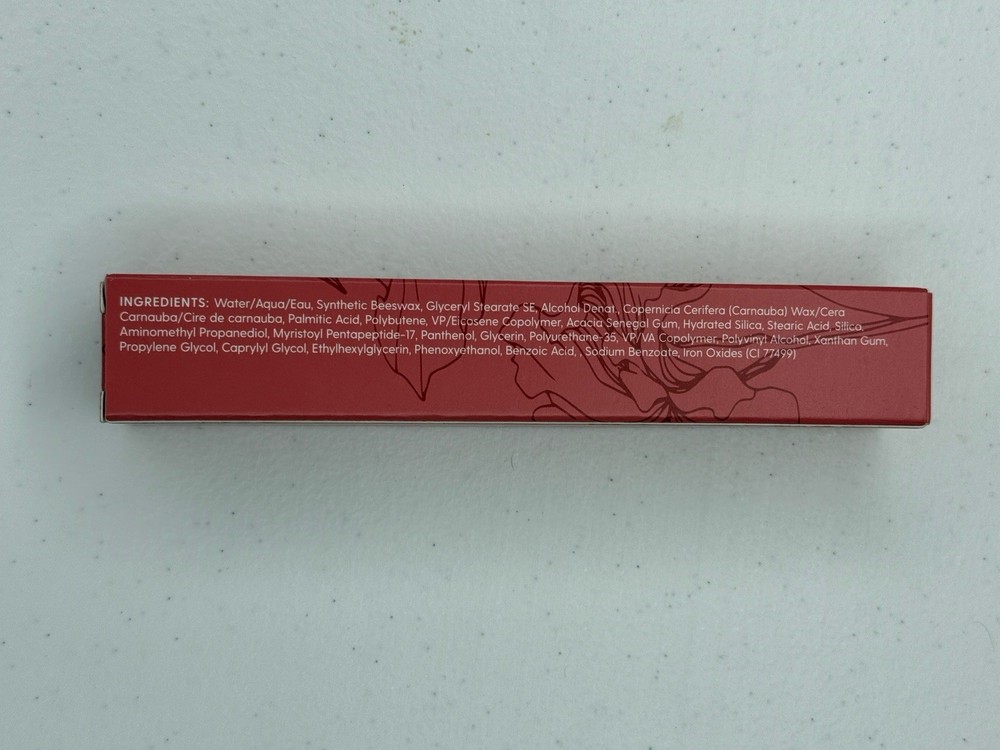 INGREDIENTS: Water/Aqua/Eau, Synthetic Beeswax, Glyceryl Stearate SE, Alcohol Denat., Copernicia Cerifera (Carnauba) Wax/Cera
Carnauba/Cire de carnauba, Palmitic Acid, Polybutene, VP/Eicosene Copolymer, Acacia Senegal Gum, Hydrated Silica, Stearic Acid, Silica,
Aminomethyl Propanediol, Myristoyl Pentapeptide-17, Panthenol, Glycerin, Polyurethane-35, VP/VA Copolymer, Polyvinyl Alcohol, Xanthan Gum,
Propylene Glycol, Caprylyl Glycol, Ethylhexylglycerin, Phenoxyethanol, Benzoic Acid, Sodium Benzoate, Iron Oxides (CI 77499)